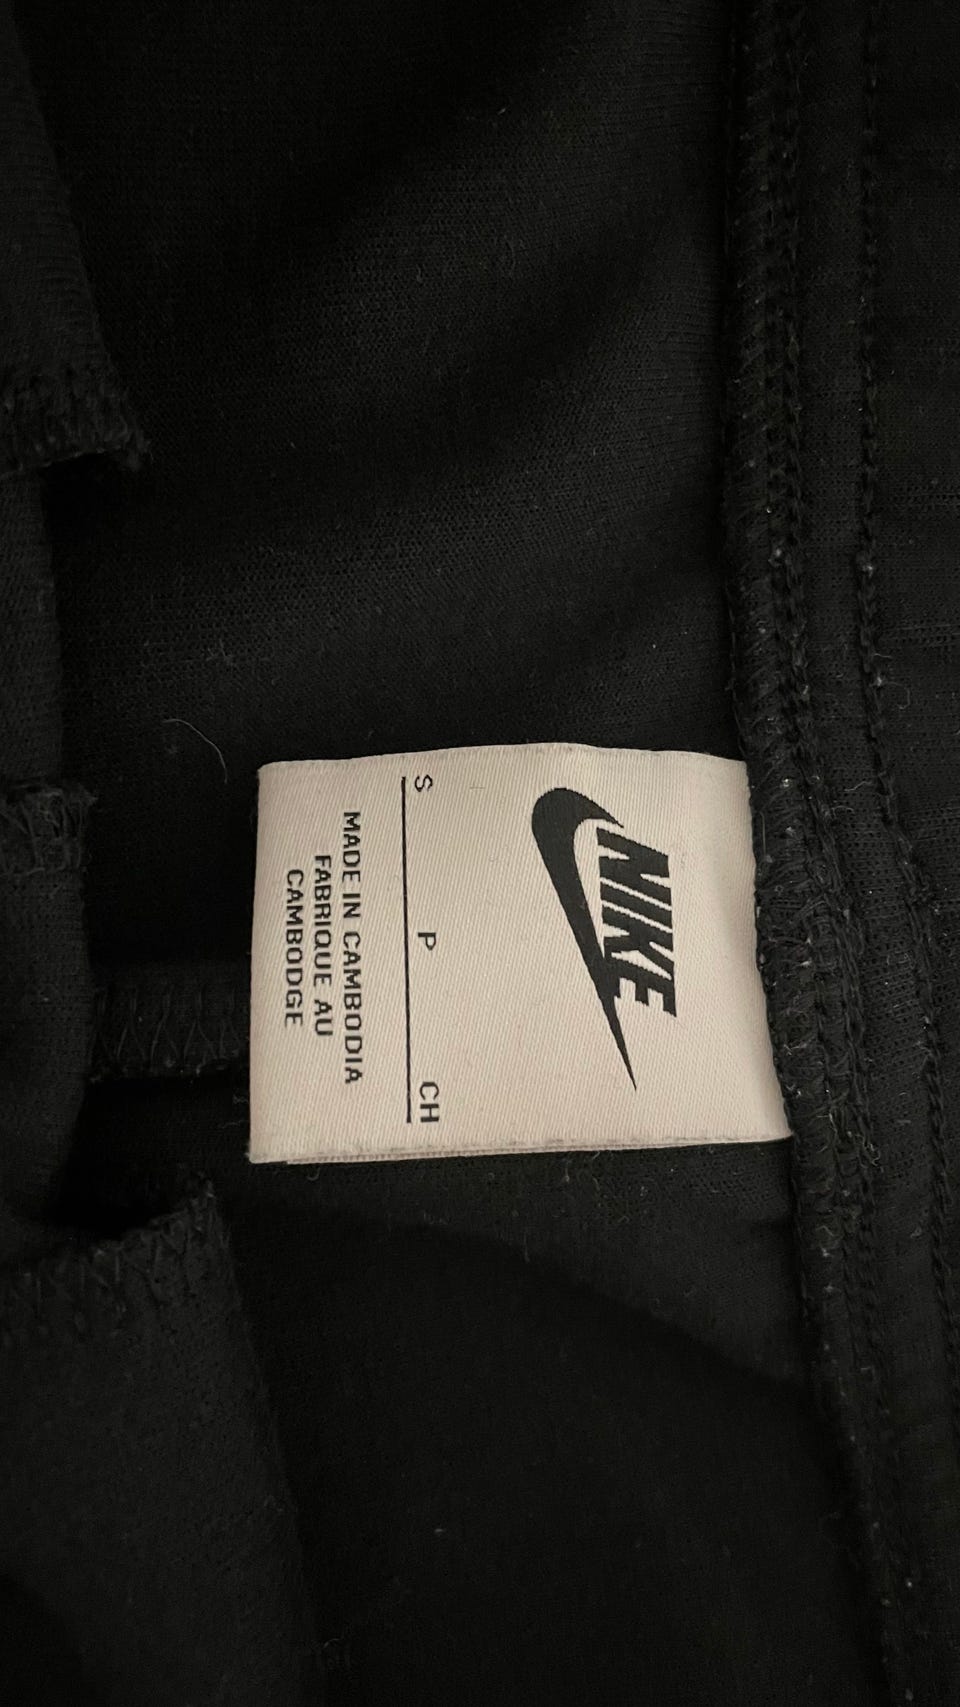 NIKE
S P CH
MADE IN CAMBODIA
FABRIQUE AU
CAMBODGE